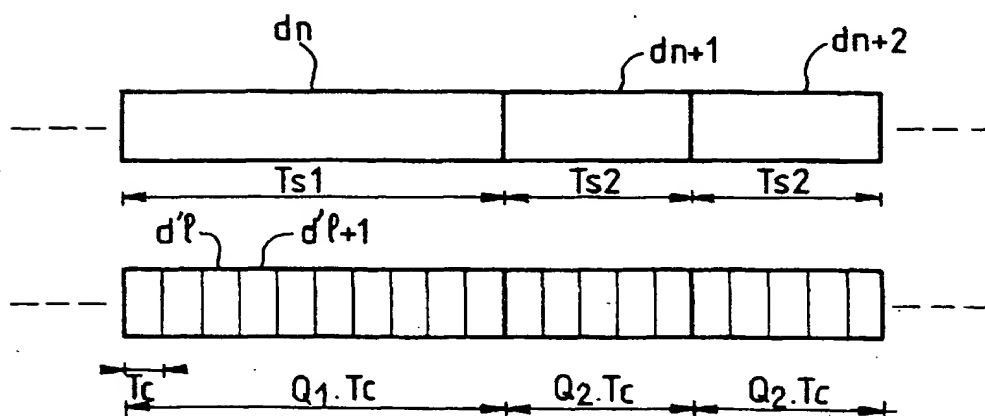 dn dn+1 dn+2
Ts1 Ts2 Ts2
d'ℓ d'ℓ+1
Tc Q1.Tc Q2.Tc Q2.Tc